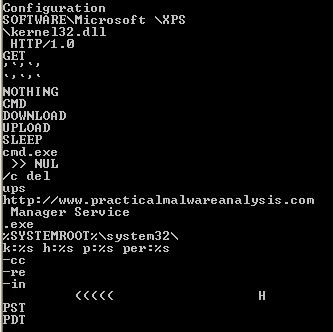 Configuration
SOFTWARE\Microsoft \XPS
\kernel32.dll
 HTTP/1.0
GET
'`'`'`
`'`'`'
NOTHING
CMD
DOWNLOAD
UPLOAD
SLEEP
cmd.exe
 >> NUL
/c del
ups
http://www.practicalmalwareanalysis.com
 Manager Service
.exe
%SYSTEMROOT%\system32\
k:%s h:%s p:%s per:%s
-cc
-re
-in
          (((((                  H
PST
PDT